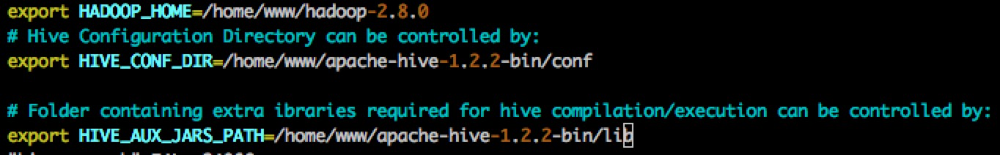 export HADOOP_HOME=/home/www/hadoop-2.8.0
# Hive Configuration Directory can be controlled by:
export HIVE_CONF_DIR=/home/www/apache-hive-1.2.2-bin/conf
# Folder containing extra ibraries required for hive compilation/execution can be controlled by:
export HIVE_AUX_JARS_PATH=/home/www/apache-hive-1.2.2-bin/lib